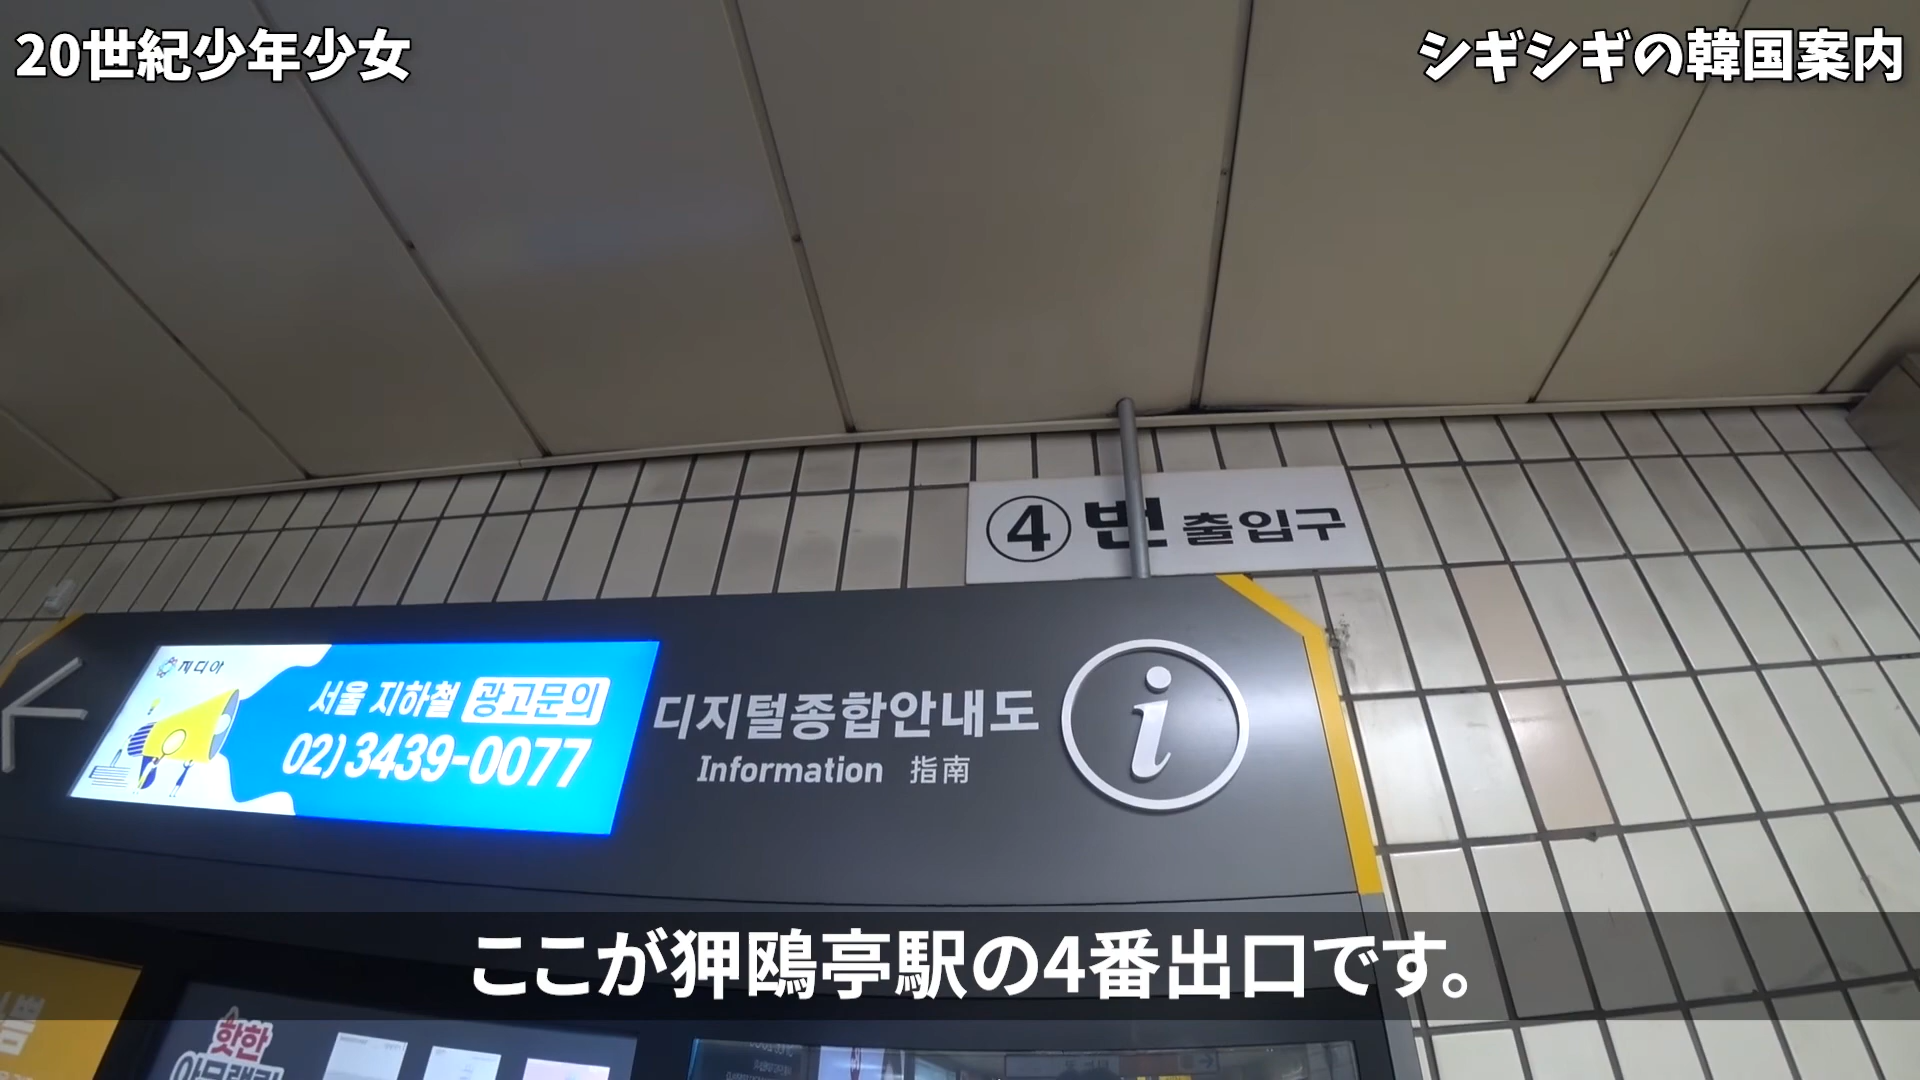 20世紀少年少女
シギシギの韓国案内
4번 출입구
서울 지하철 광고문의
02)3439-0077
디지털종합안내도
Information 指南
i
ここが狎鴎亭駅の4番出口です。
핫한